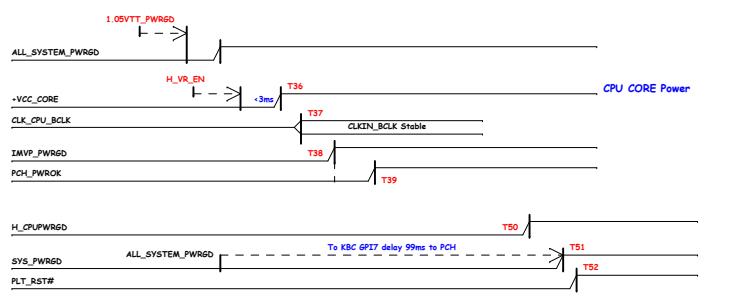 1.05VTT_PWRGD
ALL_SYSTEM_PWRGD
H_VR_EN
T36
CPU CORE Power
+VCC_CORE
<3ms
T37
CLK_CPU_BCLK
CLKIN_BCLK Stable
IMVP_PWRGD
T38
PCH_PWROK
T39
H_CPUPWRGD
T50
To KBC GPI7 delay 99ms to PCH
T51
ALL_SYSTEM_PWRGD
SYS_PWRGD
T52
PLT_RST#